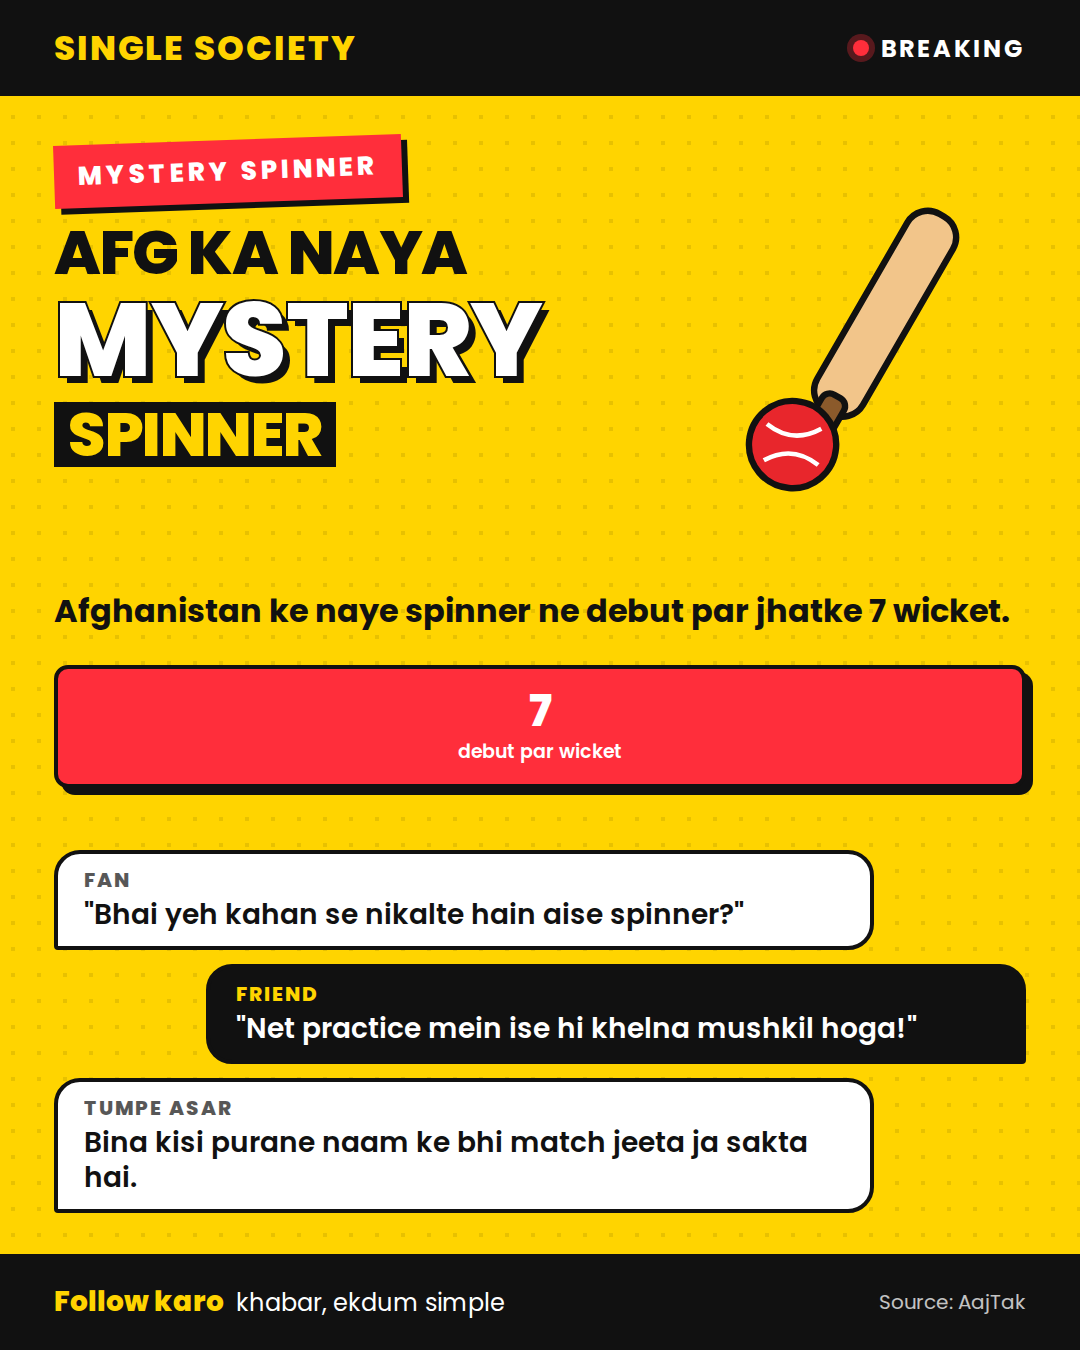 SINGLE SOCIETY
BREAKING
MYSTERY SPINNER
AFG KA NAYA
MYSTERY
SPINNER
Afghanistan ke naye spinner ne debut par jhatke 7 wicket.
7
debut par wicket
FAN
"Bhai yeh kahan se nikalte hain aise spinner?"
FRIEND
"Net practice mein ise hi khelna mushkil hoga!"
TUMPE ASAR
Bina kisi purane naam ke bhi match jeeta ja sakta
hai.
Follow karo khabar, ekdum simple
Source: AajTak